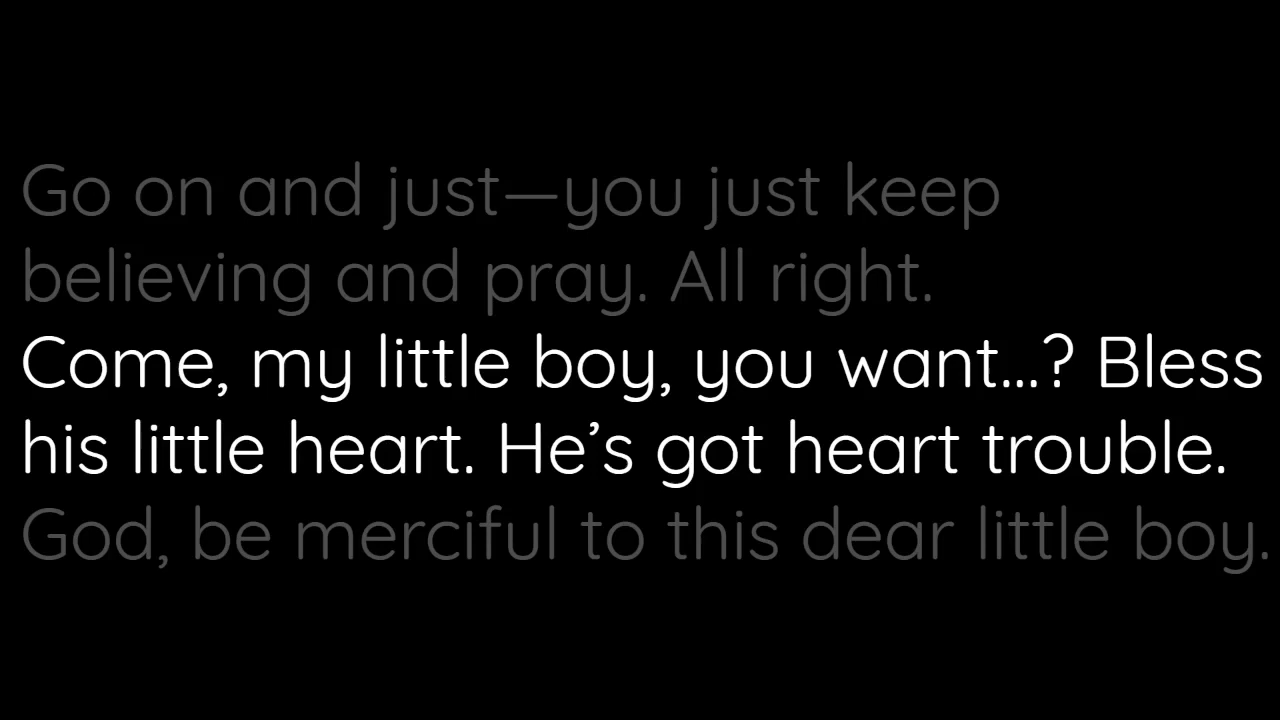 Go on and just—you just keep
believing and pray. All right.
Come, my little boy, you want...? Bless
his little heart. He’s got heart trouble.
God, be merciful to this dear little boy.